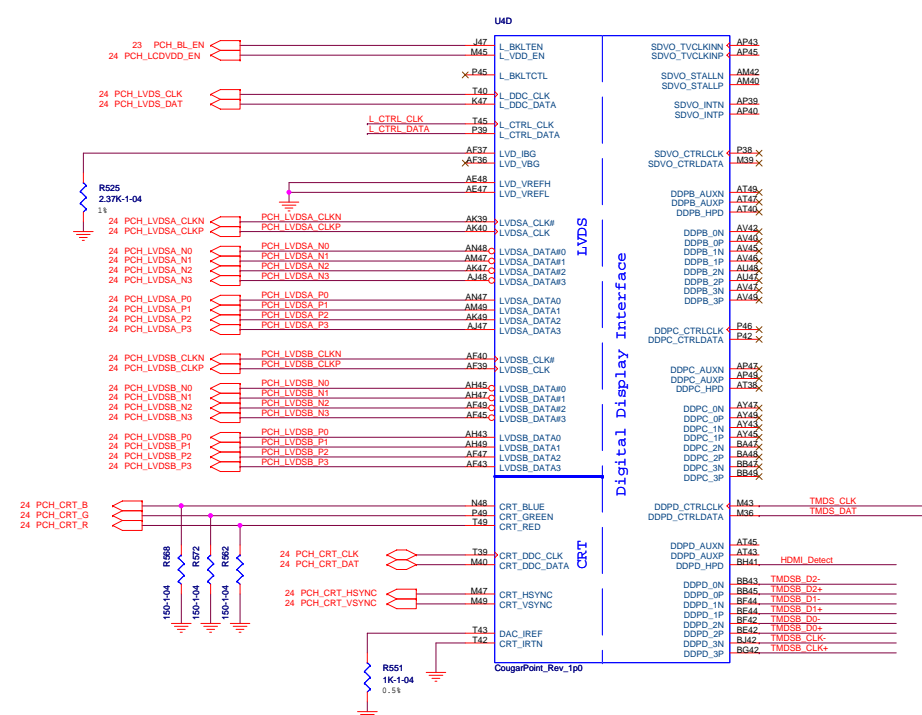 U4D
23 PCH_BL_EN J47 L_BKLTEN
24 PCH_LCDVDD_EN M45 L_VDD_EN
P45 L_BKLTCTL
24 PCH_LVDS_CLK T40 L_DDC_CLK
24 PCH_LVDS_DAT K47 L_DDC_DATA
L_CTRL_CLK T45 L_CTRL_CLK
L_CTRL_DATA P39 L_CTRL_DATA
AF37 LVD_IBG
AF36 LVD_VBG
R525
2.37K-1-04
1%
AE48 LVD_VREFH
AE47 LVD_VREFL
24 PCH_LVDSA_CLKN PCH_LVDSA_CLKN AK39 LVDSA_CLK#
24 PCH_LVDSA_CLKP PCH_LVDSA_CLKP AK40 LVDSA_CLK
24 PCH_LVDSA_N0 PCH_LVDSA_N0 AN48 LVDSA_DATA#0
24 PCH_LVDSA_N1 PCH_LVDSA_N1 AM47 LVDSA_DATA#1
24 PCH_LVDSA_N2 PCH_LVDSA_N2 AK47 LVDSA_DATA#2
24 PCH_LVDSA_N3 PCH_LVDSA_N3 AJ48 LVDSA_DATA#3
24 PCH_LVDSA_P0 PCH_LVDSA_P0 AN47 LVDSA_DATA0
24 PCH_LVDSA_P1 PCH_LVDSA_P1 AM49 LVDSA_DATA1
24 PCH_LVDSA_P2 PCH_LVDSA_P2 AK49 LVDSA_DATA2
24 PCH_LVDSA_P3 PCH_LVDSA_P3 AJ47 LVDSA_DATA3
24 PCH_LVDSB_CLKN PCH_LVDSB_CLKN AF40 LVDSB_CLK#
24 PCH_LVDSB_CLKP PCH_LVDSB_CLKP AF39 LVDSB_CLK
24 PCH_LVDSB_N0 PCH_LVDSB_N0 AH45 LVDSB_DATA#0
24 PCH_LVDSB_N1 PCH_LVDSB_N1 AH47 LVDSB_DATA#1
24 PCH_LVDSB_N2 PCH_LVDSB_N2 AF49 LVDSB_DATA#2
24 PCH_LVDSB_N3 PCH_LVDSB_N3 AF45 LVDSB_DATA#3
24 PCH_LVDSB_P0 PCH_LVDSB_P0 AH43 LVDSB_DATA0
24 PCH_LVDSB_P1 PCH_LVDSB_P1 AH49 LVDSB_DATA1
24 PCH_LVDSB_P2 PCH_LVDSB_P2 AF47 LVDSB_DATA2
24 PCH_LVDSB_P3 PCH_LVDSB_P3 AF43 LVDSB_DATA3
24 PCH_CRT_B N48 CRT_BLUE
24 PCH_CRT_G P49 CRT_GREEN
24 PCH_CRT_R T49 CRT_RED
R568
150-1-04
R572
150-1-04
R562
150-1-04
24 PCH_CRT_CLK T39 CRT_DDC_CLK
24 PCH_CRT_DAT M40 CRT_DDC_DATA
24 PCH_CRT_HSYNC M47 CRT_HSYNC
24 PCH_CRT_VSYNC M49 CRT_VSYNC
T43 DAC_IREF
T42 CRT_IRTN
R551
1K-1-04
0.5%
LVDS
CRT
Digital Display Interface
SDVO_TVCLKINN AP43
SDVO_TVCLKINP AP45
SDVO_STALLN AM42
SDVO_STALLP AM40
SDVO_INTN AP39
SDVO_INTP AP40
SDVO_CTRLCLK P38
SDVO_CTRLDATA M39
DDPB_AUXN AT49
DDPB_AUXP AT47
DDPB_HPD AT40
DDPB_0N AV42
DDPB_0P AV40
DDPB_1N AV45
DDPB_1P AV46
DDPB_2N AU48
DDPB_2P AU47
DDPB_3N AV47
DDPB_3P AV49
DDPC_CTRLCLK P46
DDPC_CTRLDATA P42
DDPC_AUXN AP47
DDPC_AUXP AP49
DDPC_HPD AT38
DDPC_0N AY47
DDPC_0P AY49
DDPC_1N AY43
DDPC_1P AY45
DDPC_2N BA47
DDPC_2P BA48
DDPC_3N BB47
DDPC_3P BB49
DDPD_CTRLCLK M43 TMDS_CLK
DDPD_CTRLDATA M36 TMDS_DAT
DDPD_AUXN AT45
DDPD_AUXP AT43
DDPD_HPD BH41 HDMI_Detect
DDPD_0N BB43 TMDSB_D2-
DDPD_0P BB45 TMDSB_D2+
DDPD_1N BF44 TMDSB_D1-
DDPD_1P BE44 TMDSB_D1+
DDPD_2N BF42 TMDSB_D0-
DDPD_2P BE42 TMDSB_D0+
DDPD_3N BJ42 TMDSB_CLK-
DDPD_3P BG42 TMDSB_CLK+
CougarPoint_Rev_1p0